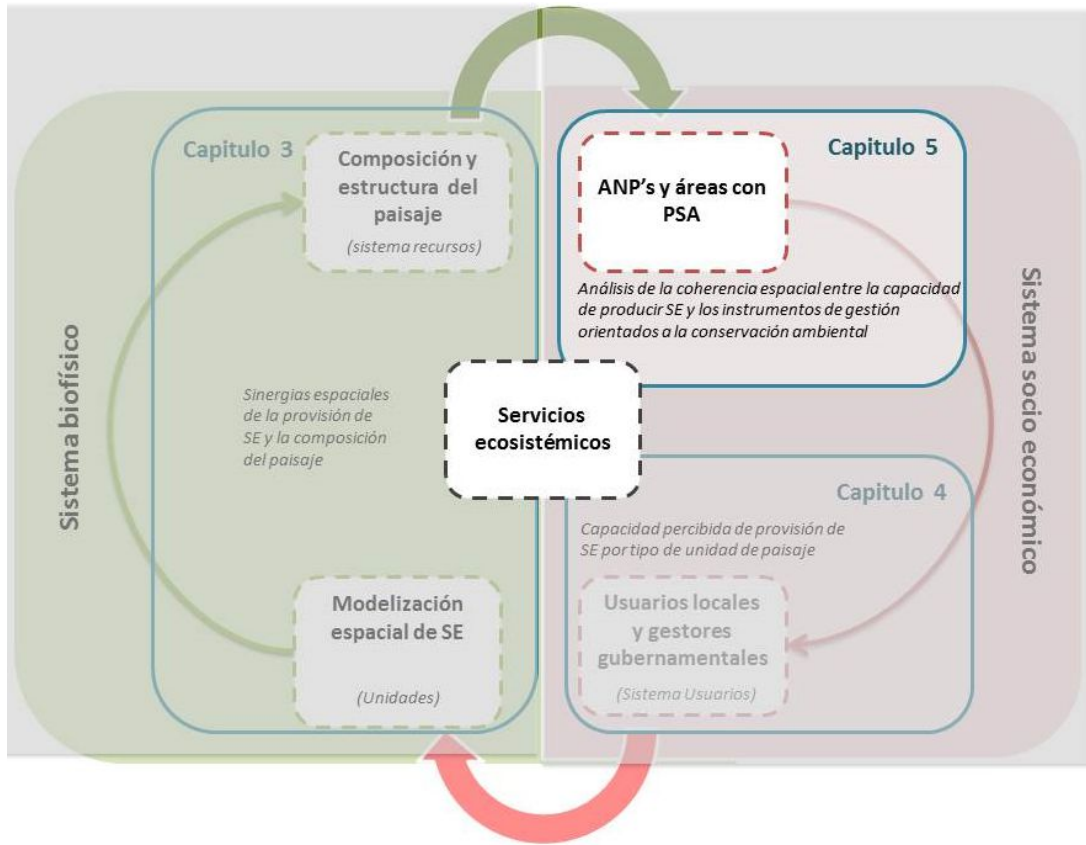 Sistema biofísico
Capitulo 3
Composición y
estructura del
paisaje
(sistema recursos)
Sinergias espaciales
de la provisión de
SE y la composición
del paisaje
Modelización
espacial de SE
(Unidades)
Servicios
ecosistémicos
Capitulo 5
ANP’s y áreas con
PSA
Análisis de la coherencia espacial entre la capacidad
de producir SE y los instrumentos de gestión
orientados a la conservación ambiental
Capitulo 4
Capacidad percibida de provisión de
SE por tipo de unidad de paisaje
Usuarios locales
y gestores
gubernamentales
(Sistema Usuarios)
Sistema socio económico